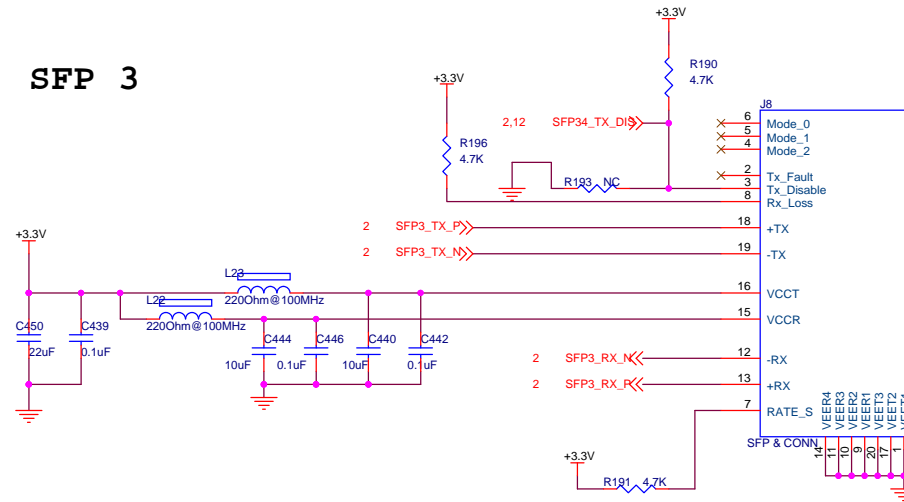 SFP 3
+3.3V
R190
4.7K
+3.3V
J8
2,12 SFP34_TX_DIS
6 Mode_0
5 Mode_1
4 Mode_2
R196
4.7K
2 Tx_Fault
R193 NC
3 Tx_Disable
8 Rx_Loss
2 SFP3_TX_P
18 +TX
2 SFP3_TX_N
19 -TX
+3.3V
L23
220Ohm@100MHz
16 VCCT
L22
220Ohm@100MHz
15 VCCR
C450
22uF
C439
0.1uF
C444
10uF
C446
0.1uF
C440
10uF
C442
0.1uF
2 SFP3_RX_N
12 -RX
2 SFP3_RX_P
13 +RX
7 RATE_S
SFP & CONN
VEER4
VEER3
VEER2
VEER1
VEET3
VEET2
VEET1
14
11
10
9
20
17
1
+3.3V
R191 4.7K